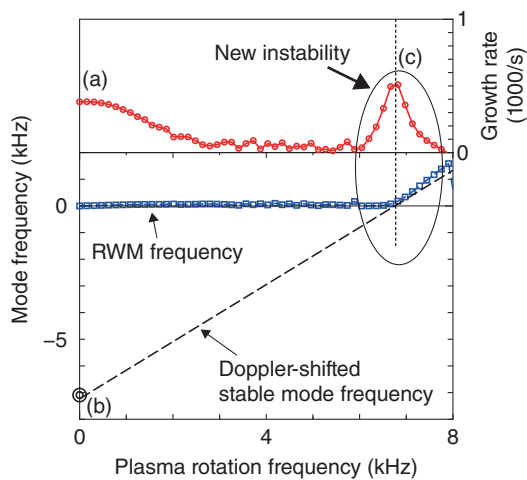 1
New instability
(c)
(a)
Growth rate
(1000/s)
0
Mode frequency (kHz)
0
RWM frequency
−5
Doppler-shifted
stable mode frequency
(b)
0
4
8
Plasma rotation frequency (kHz)